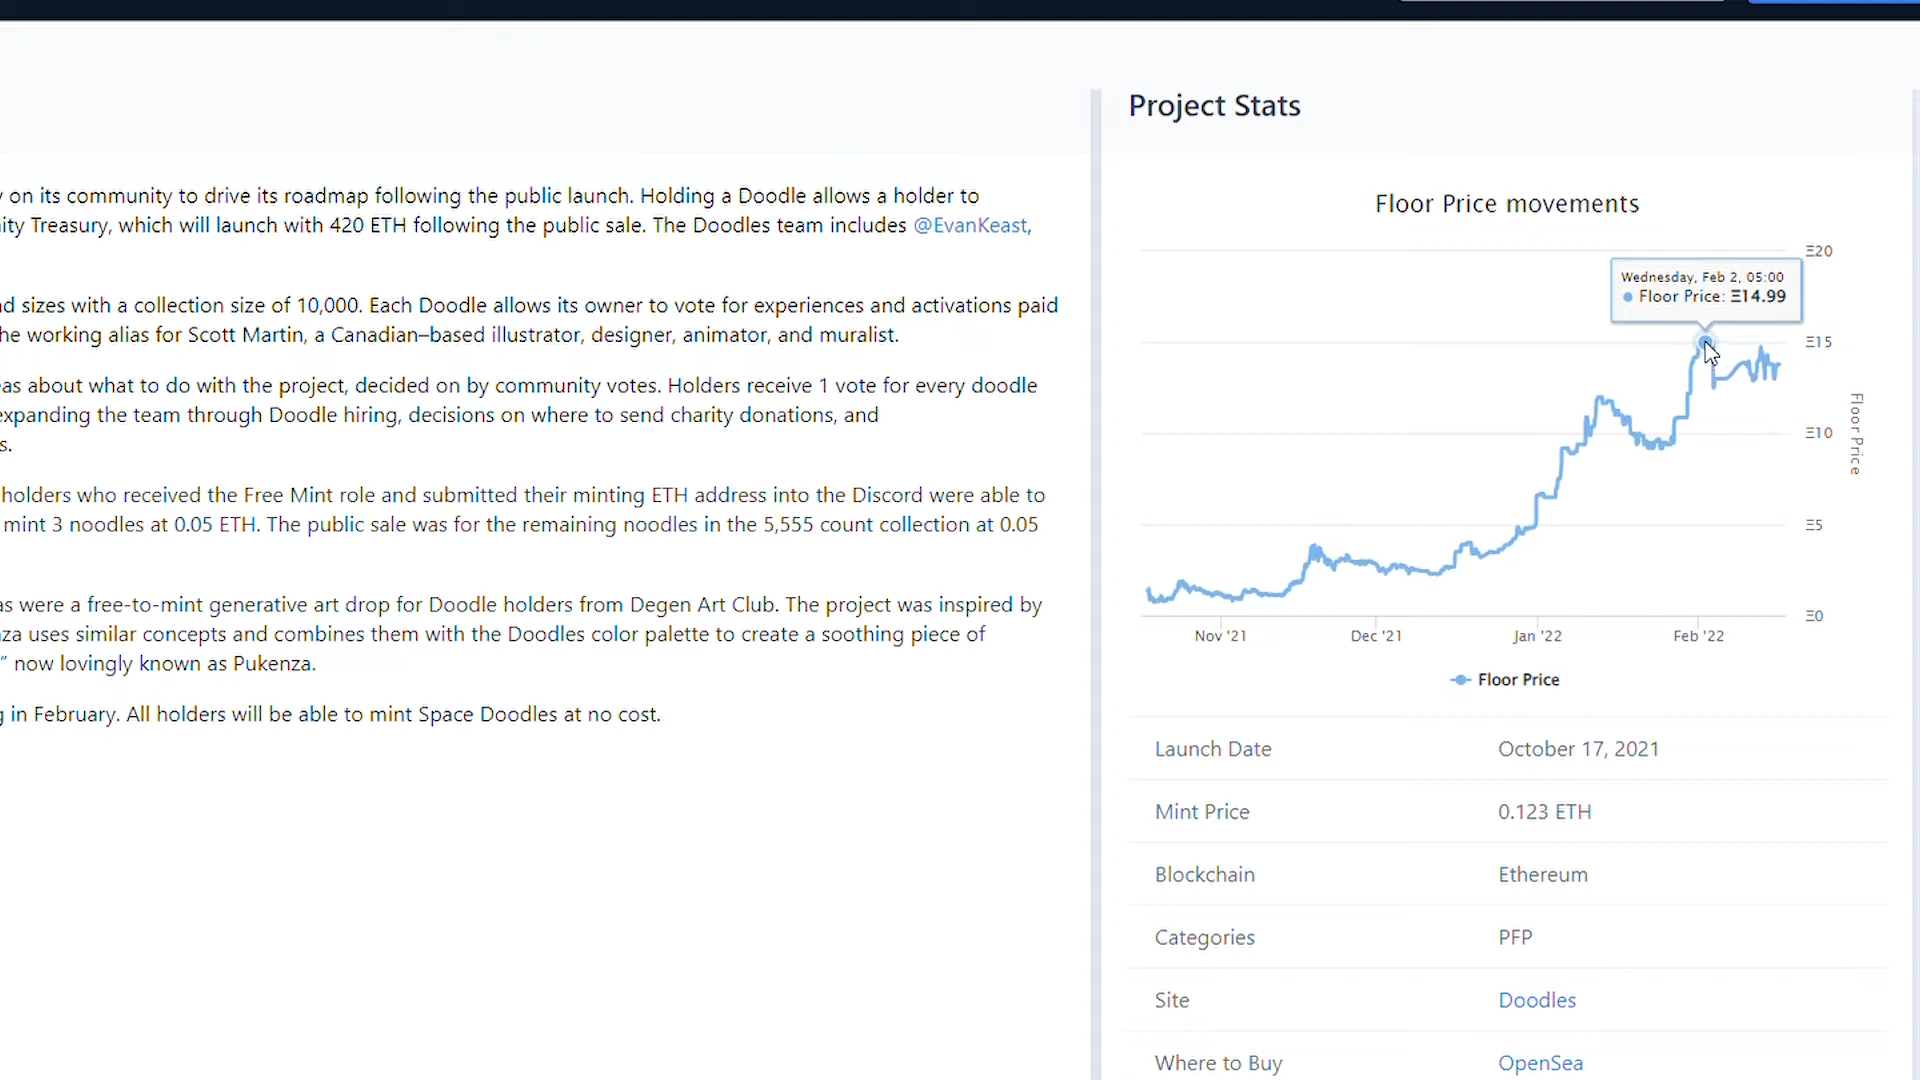 on its community to drive its roadmap following the public launch. Holding a Doodle allows a holder to
Treasury, which will launch with 420 ETH following the public sale. The Doodles team includes @EvanKeast,
sizes with a collection size of 10,000. Each Doodle allows its owner to vote for experiences and activations paid
working alias for Scott Martin, a Canadian–based illustrator, designer, animator, and muralist.
about what to do with the project, decided on by community votes. Holders receive 1 vote for every doodle
expanding the team through Doodle hiring, decisions on where to send charity donations, and
s.
holders who received the Free Mint role and submitted their minting ETH address into the Discord were able to
mint 3 noodles at 0.05 ETH. The public sale was for the remaining noodles in the 5,555 count collection at 0.05
were a free-to-mint generative art drop for Doodle holders from Degen Art Club. The project was inspired by
za uses similar concepts and combines them with the Doodles color palette to create a soothing piece of
” now lovingly known as Pukenza.
in February. All holders will be able to mint Space Doodles at no cost.
Project Stats
Floor Price movements
Ξ20
Wednesday, Feb 2, 05:00
Floor Price: Ξ14.99
Ξ15
Ξ10
Floor Price
Ξ5
Ξ0
Nov '21 Dec '21 Jan '22 Feb '22
Floor Price
Launch Date October 17, 2021
Mint Price 0.123 ETH
Blockchain Ethereum
Categories PFP
Site Doodles
Where to Buy OpenSea